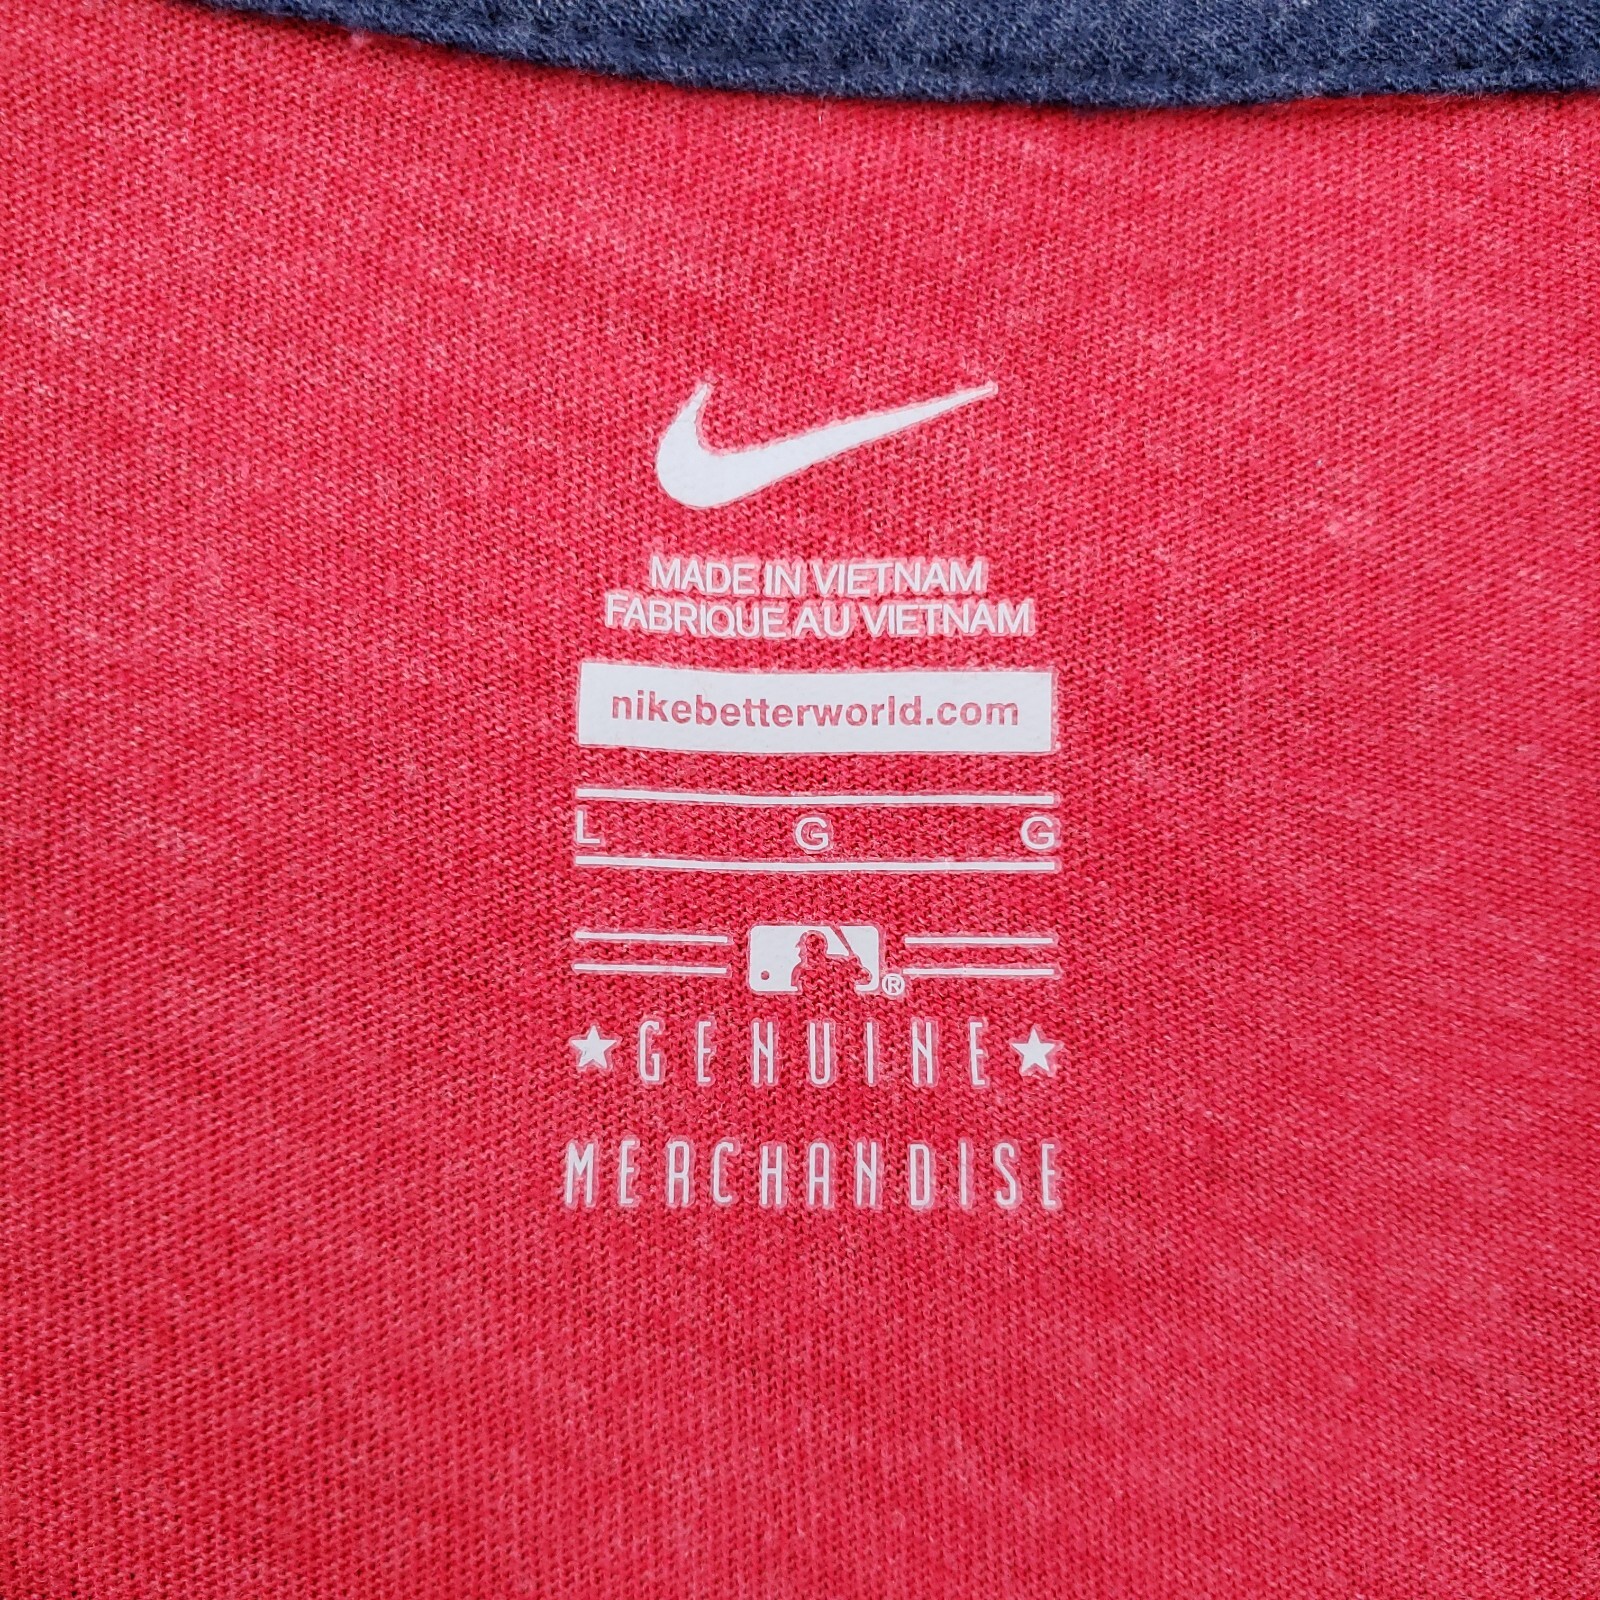 MADE IN VIETNAM
FABRIQUE AU VIETNAM
nikebetterworld.com
L G G
®
GENUINE
MERCHANDISE